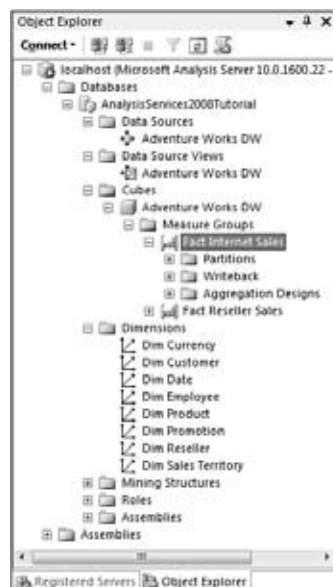 Object Explorer
Connect
localhost (Microsoft Analysis Server 10.0.1600.22 -
Databases
AnalysisServices2008Tutorial
Data Sources
Adventure Works DW
Data Source Views
Adventure Works DW
Cubes
Adventure Works DW
Measure Groups
Fact Internet Sales
Partitions
Writeback
Aggregation Designs
Fact Reseller Sales
Dimensions
Dim Currency
Dim Customer
Dim Date
Dim Employee
Dim Product
Dim Promotion
Dim Reseller
Dim Sales Territory
Mining Structures
Roles
Assemblies
Assemblies
Registered Servers Object Explorer